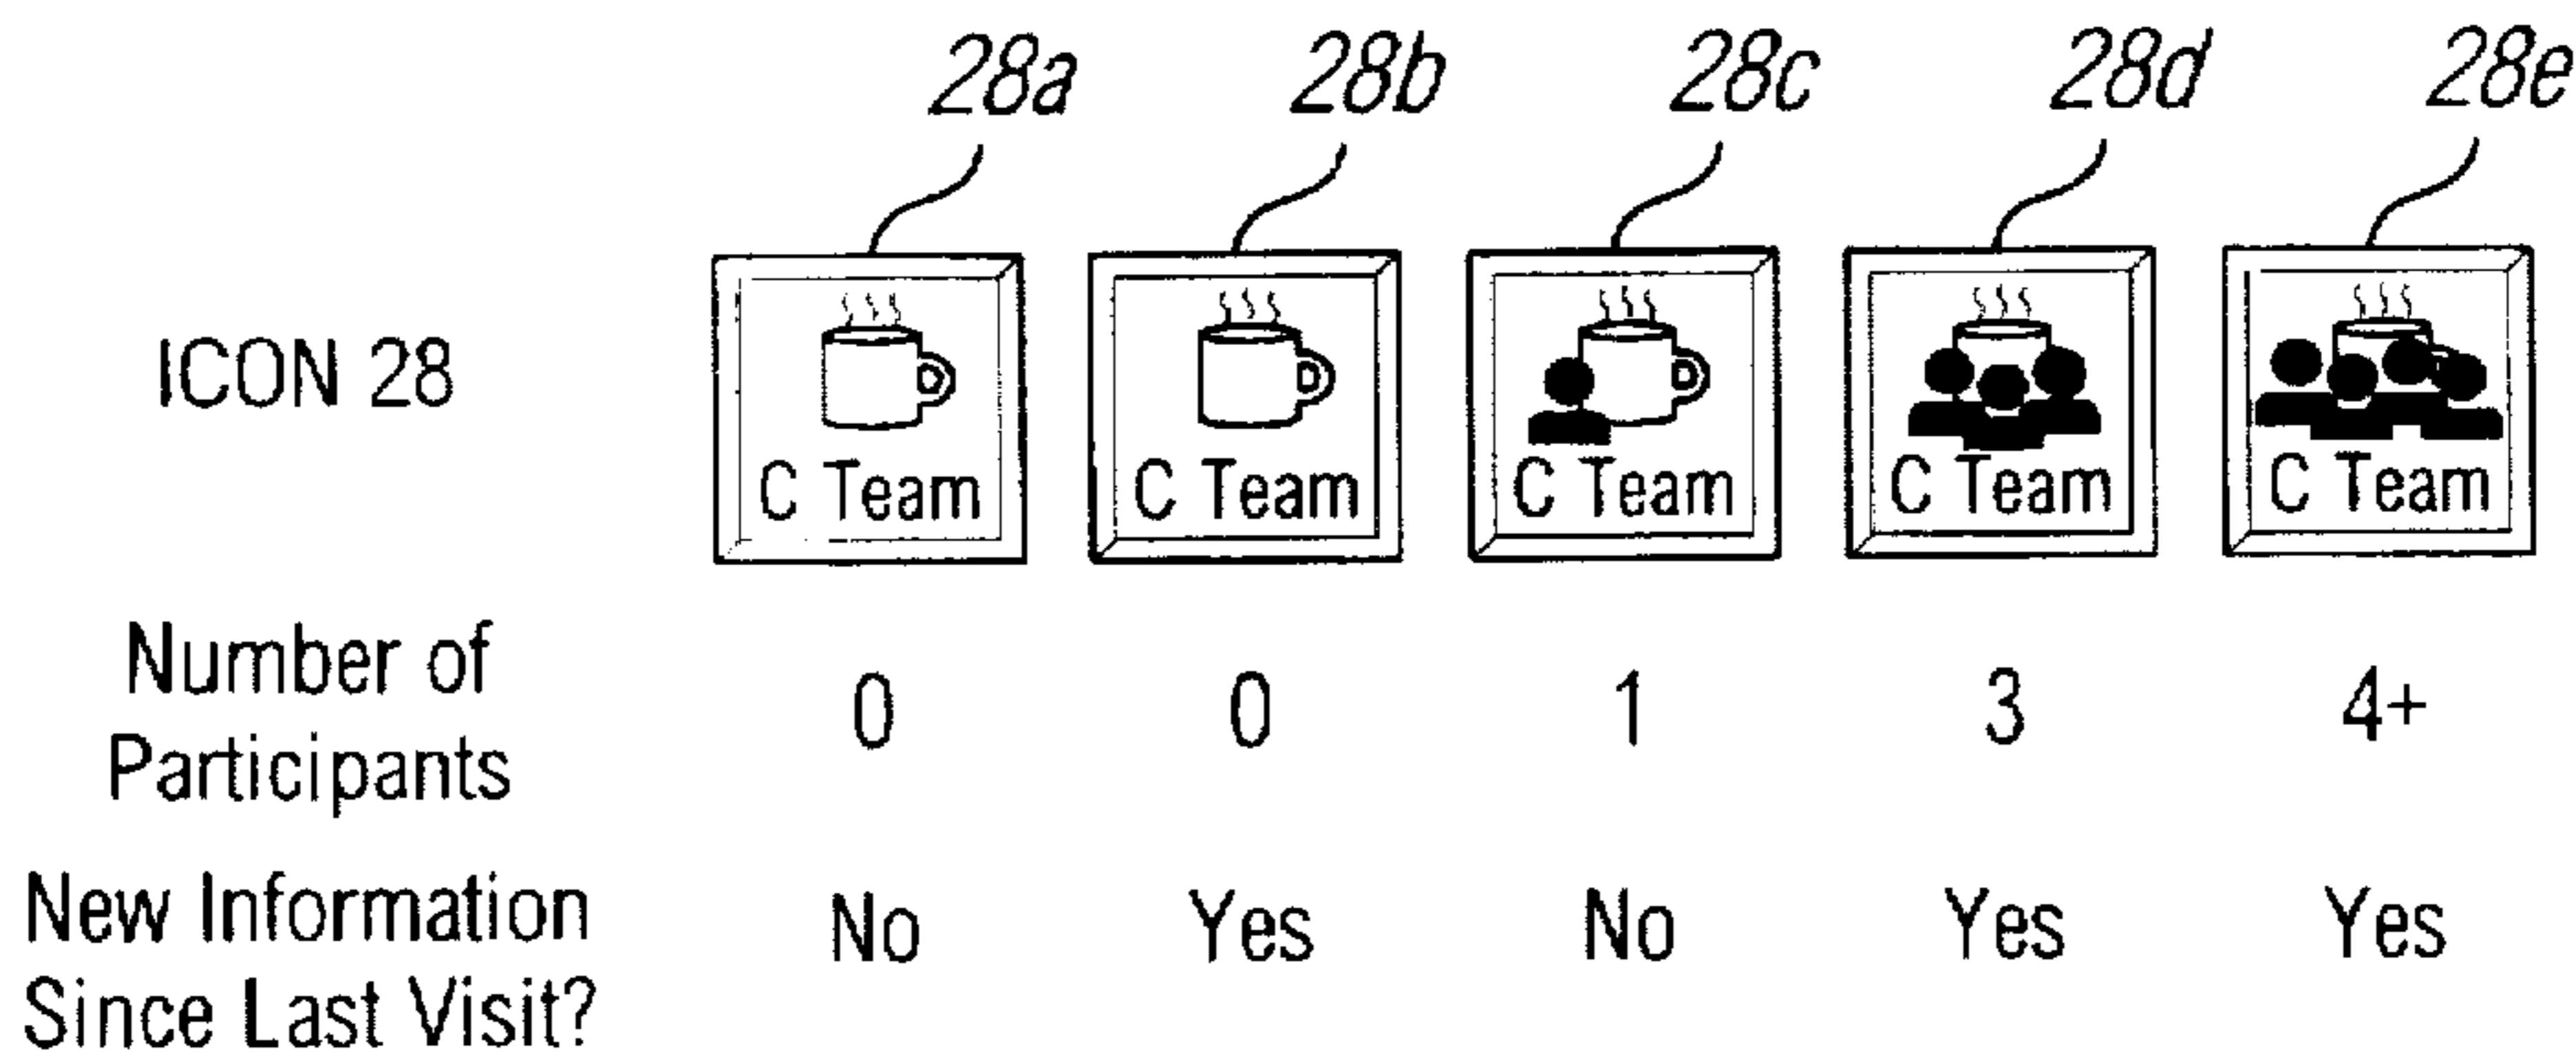 28a 28b 28c 28d 28e
ICON 28
C Team C Team C Team C Team C Team
Number of
Participants
0 0 1 3 4+
New Information
Since Last Visit?
No Yes No Yes Yes